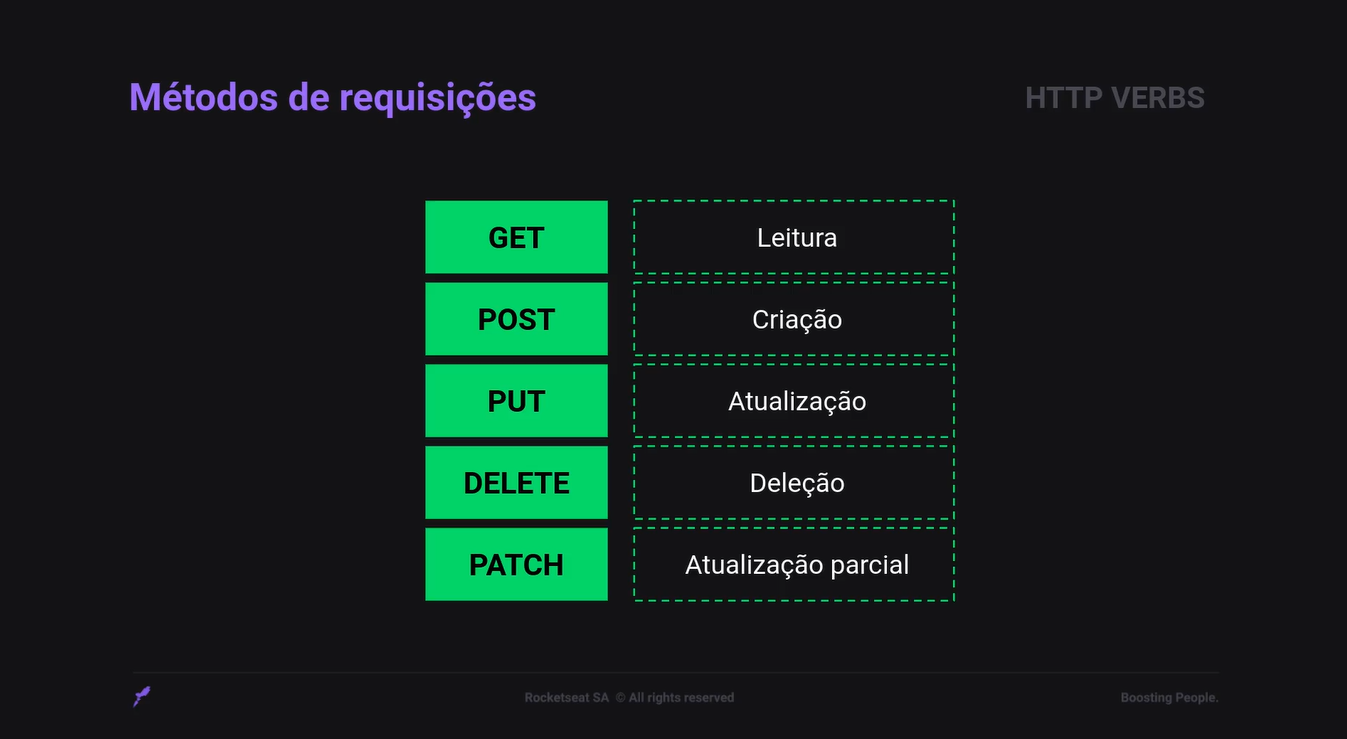 Métodos de requisições
HTTP VERBS
GET
Leitura
POST
Criação
PUT
Atualização
DELETE
Deleção
PATCH
Atualização parcial
Rocketseat SA © All rights reserved
Boosting People.